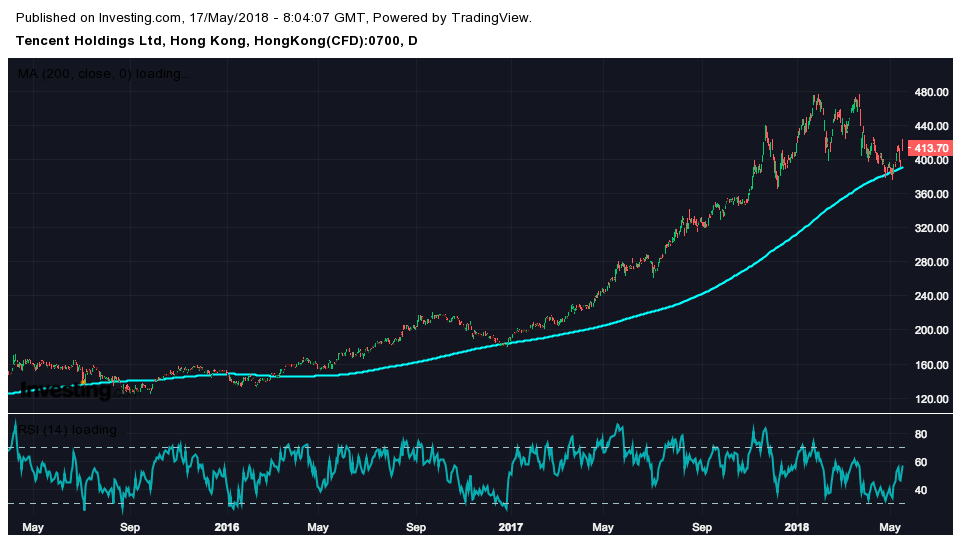 Published on Investing.com, 17/May/2018 - 8:04:07 GMT, Powered by TradingView.
Tencent Holdings Ltd, Hong Kong, HongKong(CFD):0700, D
MA (200, close, 0) loading...
480.00
440.00
413.70
400.00
360.00
320.00
280.00
240.00
200.00
160.00
120.00
Investing
RSI (14) loading...
80
60
40
May
Sep
2016
May
Sep
2017
May
Sep
2018
May